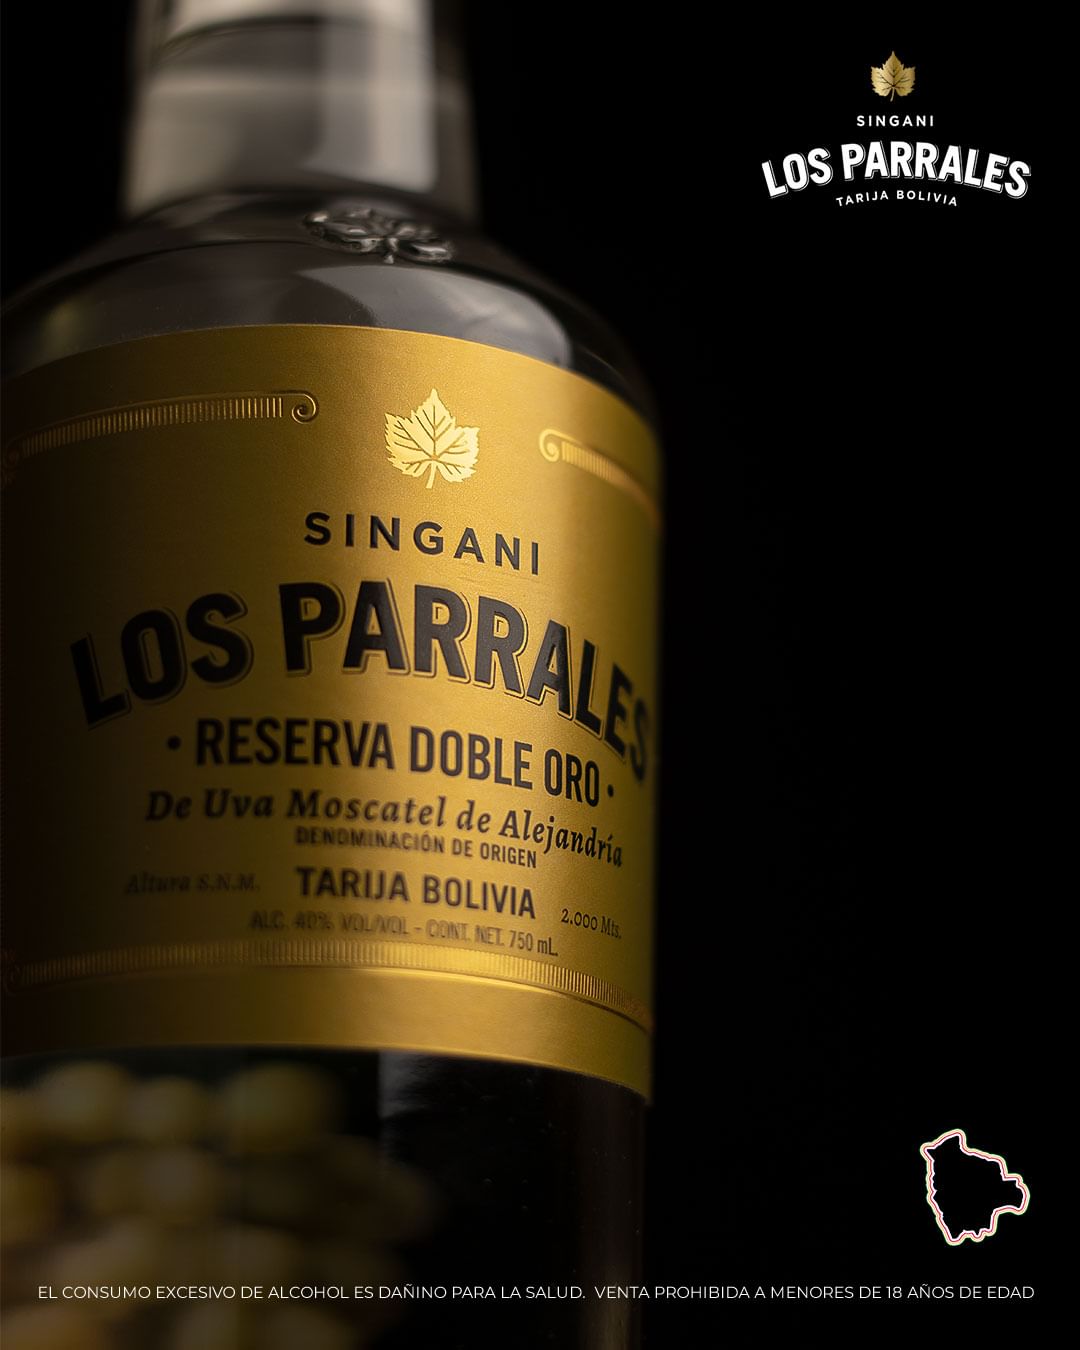 SINGANI
LOS PARRALES
TARIJA BOLIVIA
SINGANI
LOS PARRALES
• RESERVA DOBLE ORO •
De Uva Moscatel de Alejandría
DENOMINACIÓN DE ORIGEN
Altura S.N.M. TARIJA BOLIVIA 2.000 Mts.
ALC. 40% VOL/VOL - CONT. NET. 750 mL.
EL CONSUMO EXCESIVO DE ALCOHOL ES DAÑINO PARA LA SALUD. VENTA PROHIBIDA A MENORES DE 18 AÑOS DE EDAD